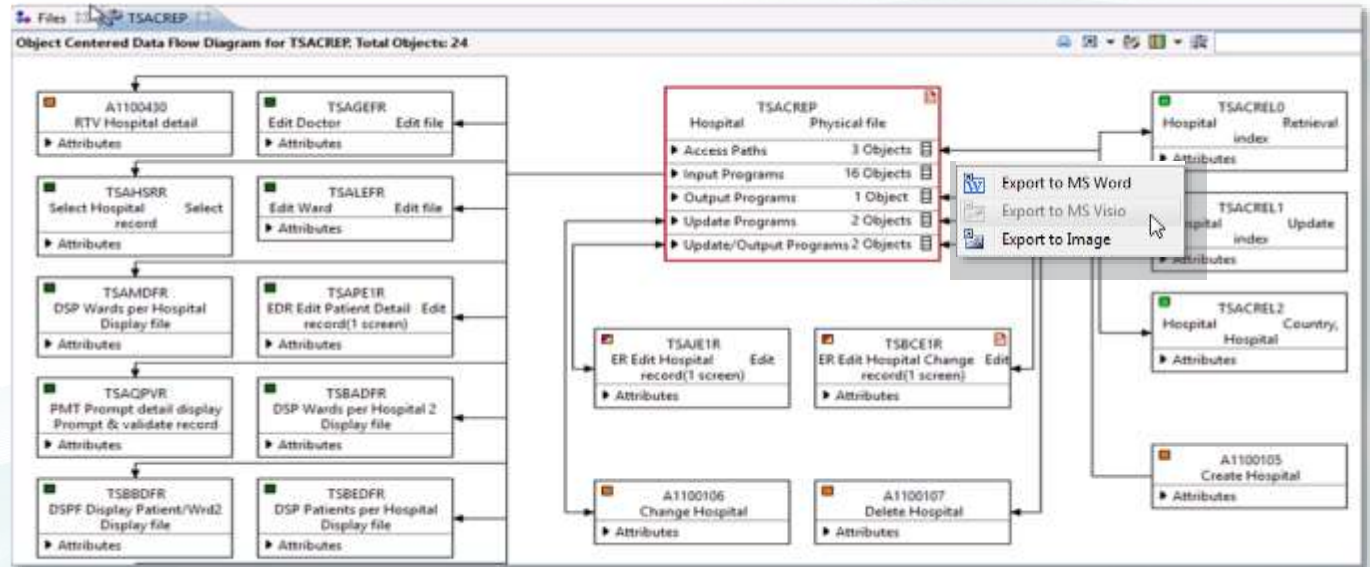 Files
TSACREP
Object Centered Data Flow Diagram for TSACREP, Total Objects: 24
A1100430
RTV Hospital detail
Attributes
TSAGEFR
Edit Doctor Edit file
Attributes
TSACREP
Hospital Physical file
Access Paths 3 Objects
Input Programs 16 Objects
Output Programs 1 Object
Update Programs 2 Objects
Update/Output Programs 2 Objects
TSACREL0
Hospital Retrieval
index
Attributes
Export to MS Word
Export to MS Visio
Export to Image
TSAHSRR
Select Hospital Select
record
Attributes
TSALEFR
Edit Ward Edit file
Attributes
TSACREL1
Update
index
Attributes
TSAMDFR
DSP Wards per Hospital
Display file
Attributes
TSAPE1R
EDR Edit Patient Detail Edit
record(1 screen)
Attributes
TSACREL2
Hospital Country,
Hospital
Attributes
TSAJE1R
ER Edit Hospital Edit
record(1 screen)
Attributes
TSBCE1R
ER Edit Hospital Change Edit
record(1 screen)
Attributes
TSAQPVR
PMT Prompt detail display
Prompt & validate record
Attributes
TSBADFR
DSP Wards per Hospital 2
Display file
Attributes
A1100105
Create Hospital
Attributes
TSBBDFR
DSPF Display Patient/Wrd2
Display file
Attributes
TSBEDFR
DSP Patients per Hospital
Display file
Attributes
A1100106
Change Hospital
Attributes
A1100107
Delete Hospital
Attributes